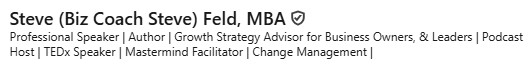 Steve (Biz Coach Steve) Feld, MBA
Professional Speaker | Author | Growth Strategy Advisor for Business Owners, & Leaders | Podcast
Host | TEDx Speaker | Mastermind Facilitator | Change Management |